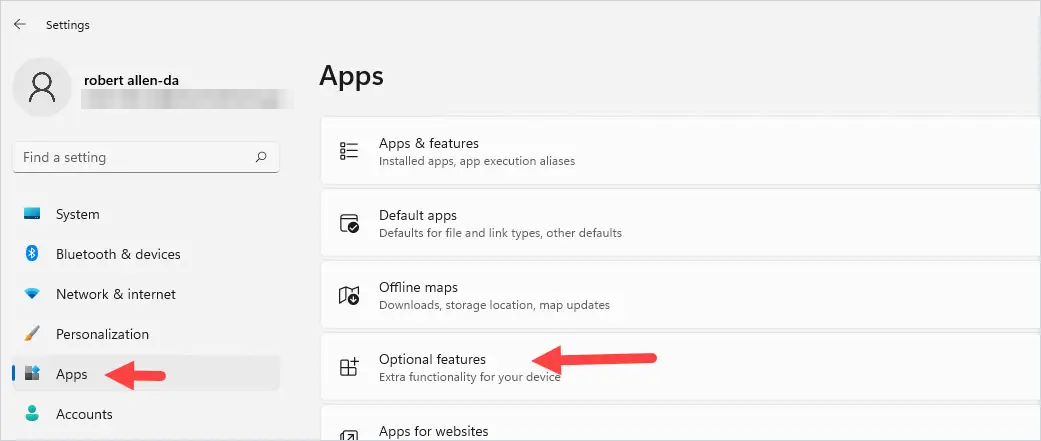 Settings
robert allen-da
Find a setting
System
Bluetooth & devices
Network & internet
Personalization
Apps
Accounts
Apps
Apps & features
Installed apps, app execution aliases
Default apps
Defaults for file and link types, other defaults
Offline maps
Downloads, storage location, map updates
Optional features
Extra functionality for your device
Apps for websites